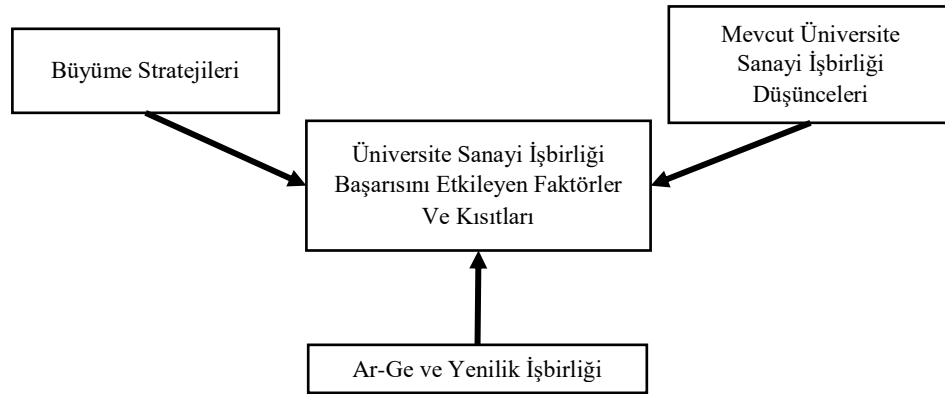 Büyüme Stratejileri
Mevcut Üniversite
Sanayi İşbirliği
Düşünceleri
Üniversite Sanayi İşbirliği
Başarısını Etkileyen Faktörler
Ve Kısıtları
Ar-Ge ve Yenilik İşbirliği